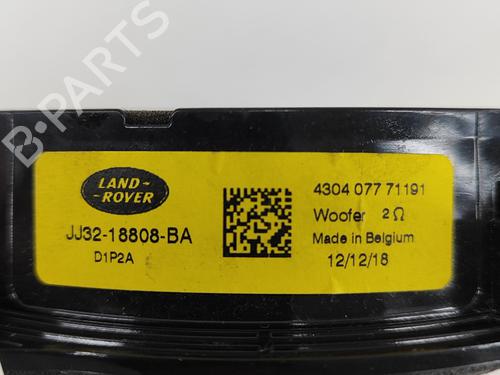 B-PARTS
LAND-
-ROVER
JJ32-18808-BA
D1P2A
4304 077 71191
Woofer 2Ω
Made in Belgium
12/12/18